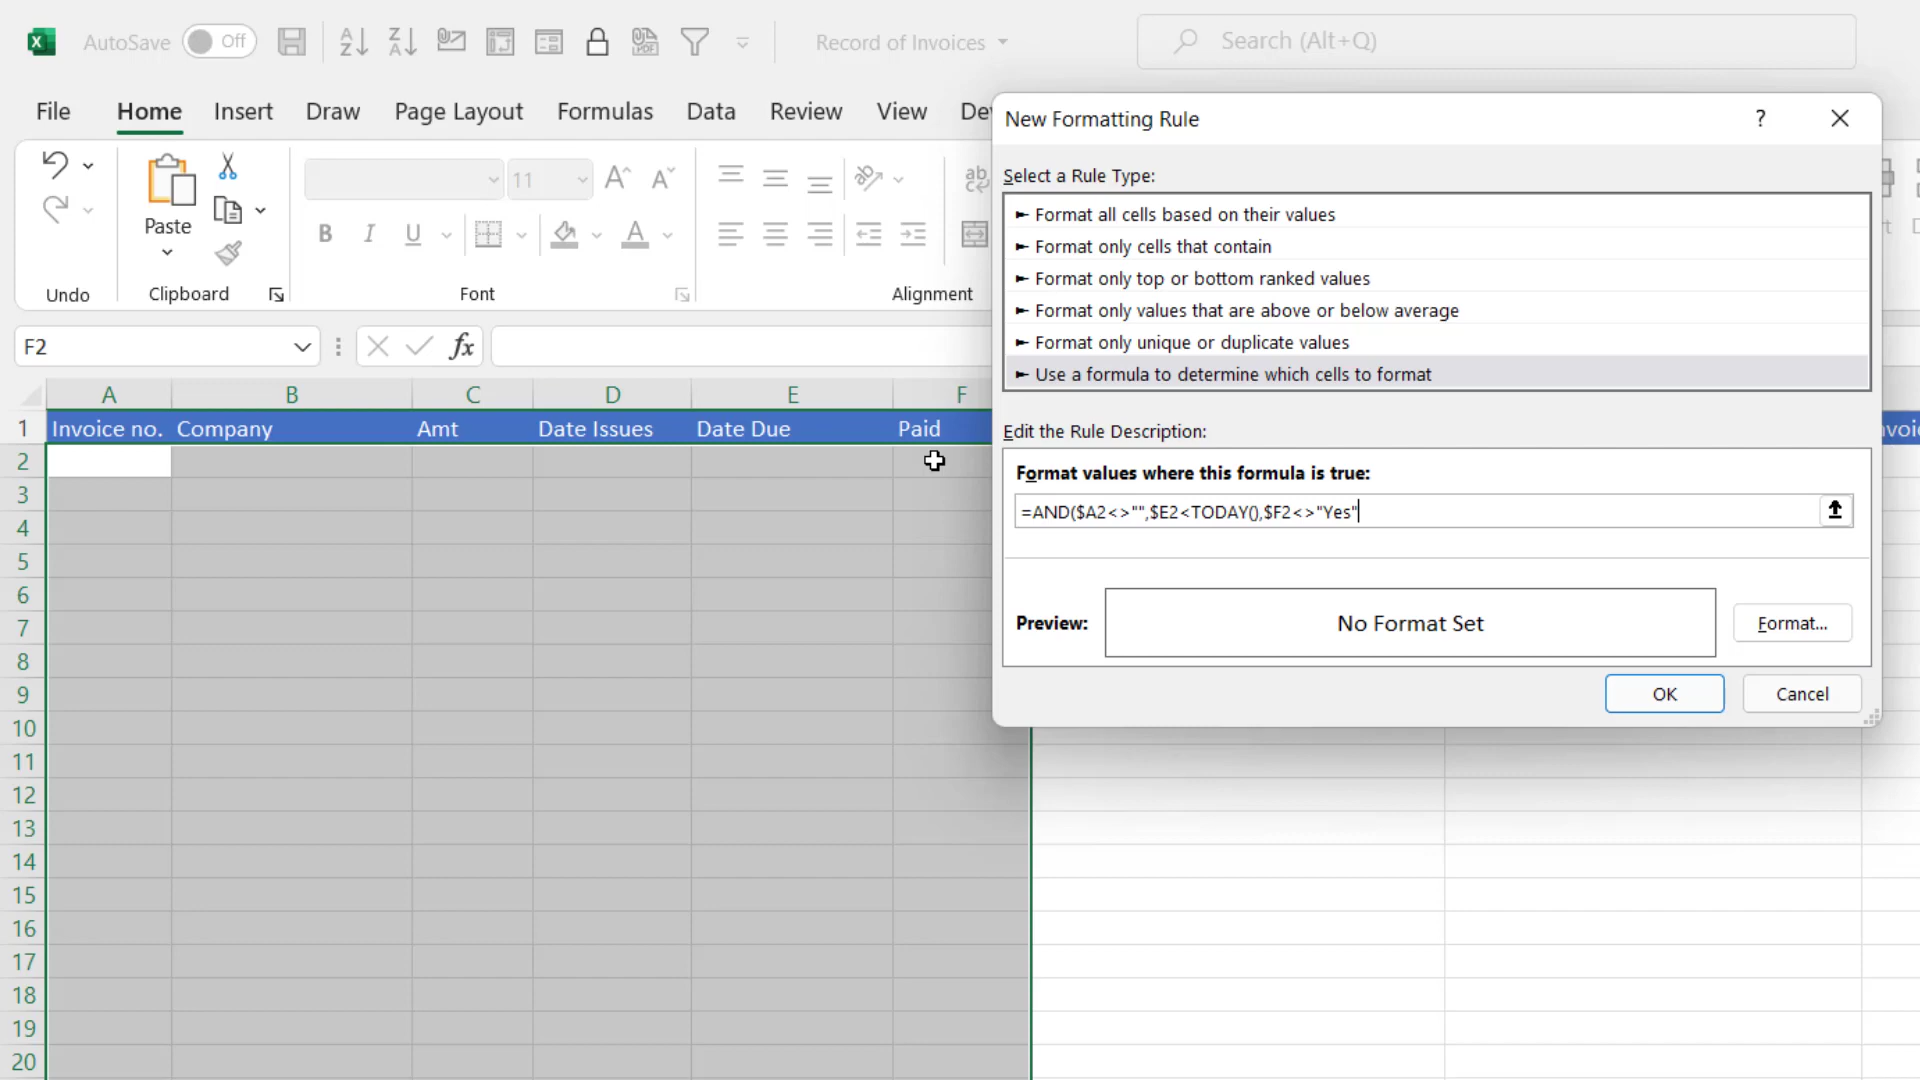 AutoSave Off Record of Invoices Search (Alt+Q)
File Home Insert Draw Page Layout Formulas Data Review View De
Paste
11
B I U
Undo Clipboard Font Alignment
F2 fx
A B C D E F
1 Invoice no. Company Amt Date Issues Date Due Paid
2
3
4
5
6
7
8
9
10
11
12
13
14
15
16
17
18
19
20
New Formatting Rule ?
Select a Rule Type:
► Format all cells based on their values
► Format only cells that contain
► Format only top or bottom ranked values
► Format only values that are above or below average
► Format only unique or duplicate values
► Use a formula to determine which cells to format
Edit the Rule Description:
Format values where this formula is true:
=AND($A2<>"",$E2<TODAY(),$F2<>"Yes"
Preview: No Format Set Format...
OK Cancel